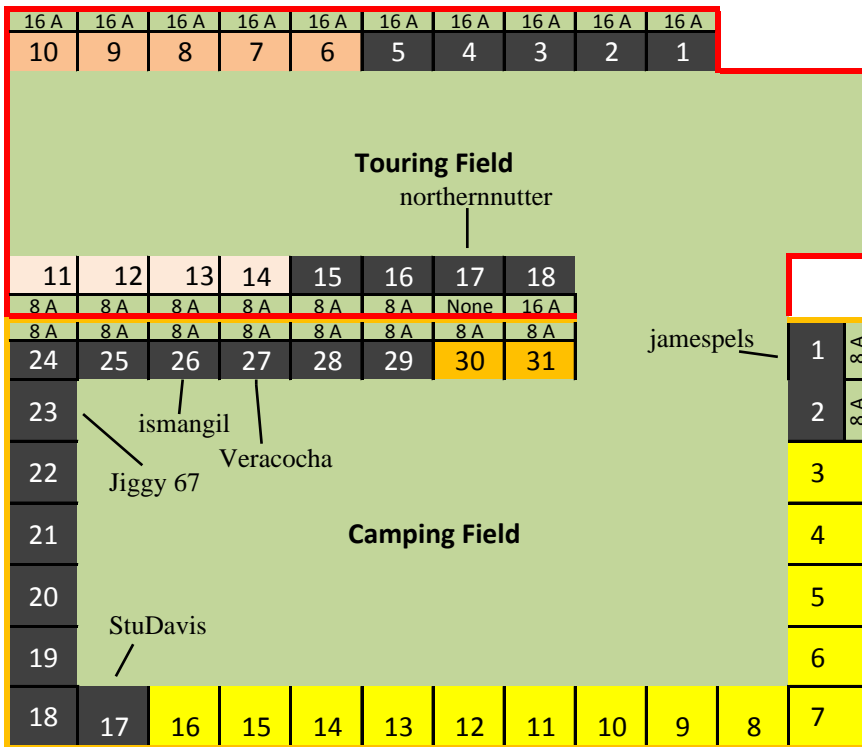 16 A 16 A 16 A 16 A 16 A 16 A 16 A 16 A 16 A 16 A
10 9 8 7 6 5 4 3 2 1
Touring Field
northernnutter
11 12 13 14 15 16 17 18
8 A 8 A 8 A 8 A 8 A 8 A None 16 A
8 A 8 A 8 A 8 A 8 A 8 A 8 A 8 A
24 25 26 27 28 29 30 31
jamespels
1 8 A
23
2 8 A
ismangil
Veracocha
22
Jiggy 67
3
21
Camping Field
4
20
5
StuDavis
19
6
18 17 16 15 14 13 12 11 10 9 8 7